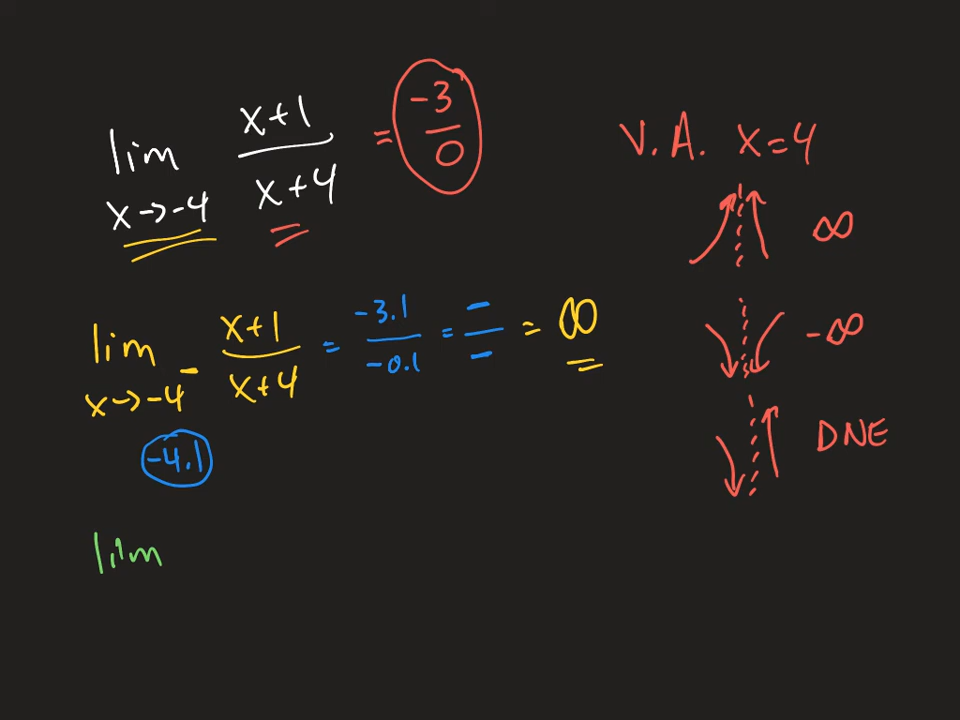 lim x→-4 (x+1)/(x+4) = -3/0
V.A. x=4
∞
-∞
DNE
lim x→-4⁻ (x+1)/(x+4) = -3.1/-0.1 = -/- = ∞
-4.1
lim